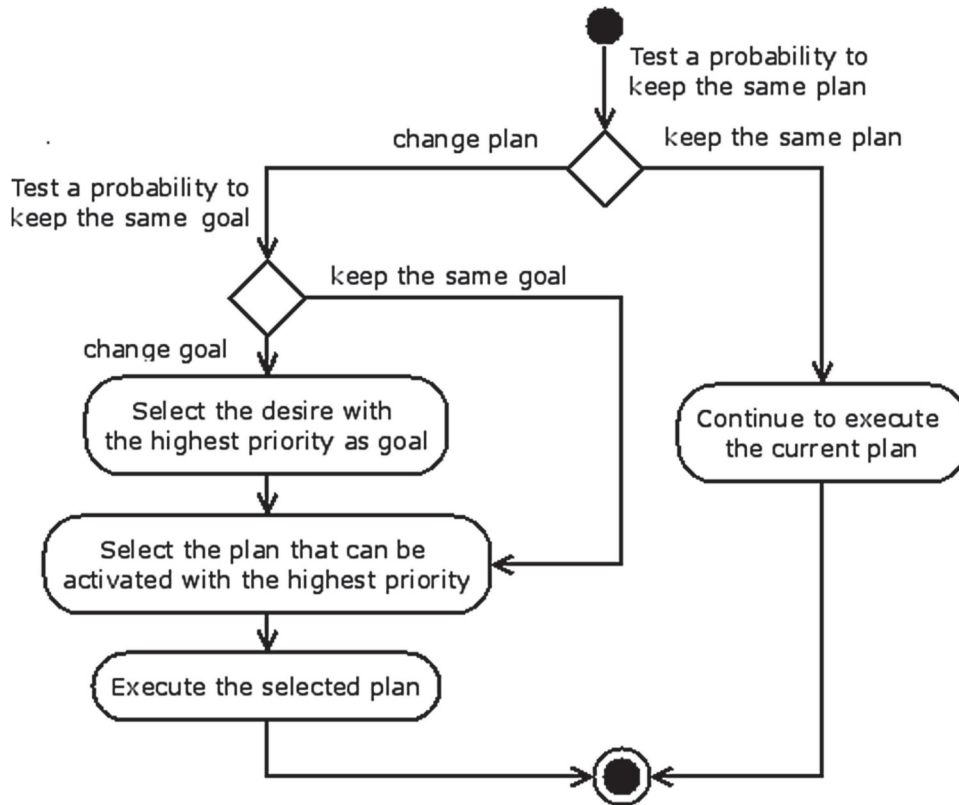 Test a probability to
keep the same plan
change plan
keep the same plan
Test a probability to
keep the same goal
keep the same goal
change goal
Select the desire with
the highest priority as goal
Continue to execute
the current plan
Select the plan that can be
activated with the highest priority
Execute the selected plan